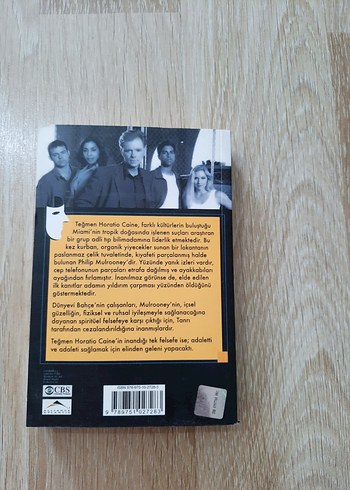 Teğmen Horatio Caine, farklı kültürlerin buluştuğu
Miami'nin tropik doğasında işlenen suçları araştıran
bir grup adli tıp bilimadamına liderlik etmektedir. Bu
kez kurban, organik yiyecekler sunan bir lokantanın
paslanmaz çelik tuvaletinde, kıyafeti parçalanmış halde
bulunan Philip Mulrooney'dir. Yüzünde yanık izleri vardır,
cep telefonunun parçaları etrafa dağılmış ve ayakkabıları
ayağından fırlamıştır. İnanılmaz görünse de, elde edilen
ilk kanıtlar adamın yıldırım çarpması yüzünden öldüğünü
göstermektedir.
Dünyevi Bahçe'nin çalışanları, Mulrooney'nin, içsel
güzelliğin, fiziksel ve ruhsal iyileşmeyle sağlanacağına
dayanan spiritüel felsefeye karşı çıktığı için, Tanrı
tarafından cezalandırıldığına inanmışlardır.
Teğmen Horatio Caine'in inandığı tek felsefe ise; adaletti
ve adaleti sağlamak için elinden geleni yapacaktı.
CBS
9 789751 027283